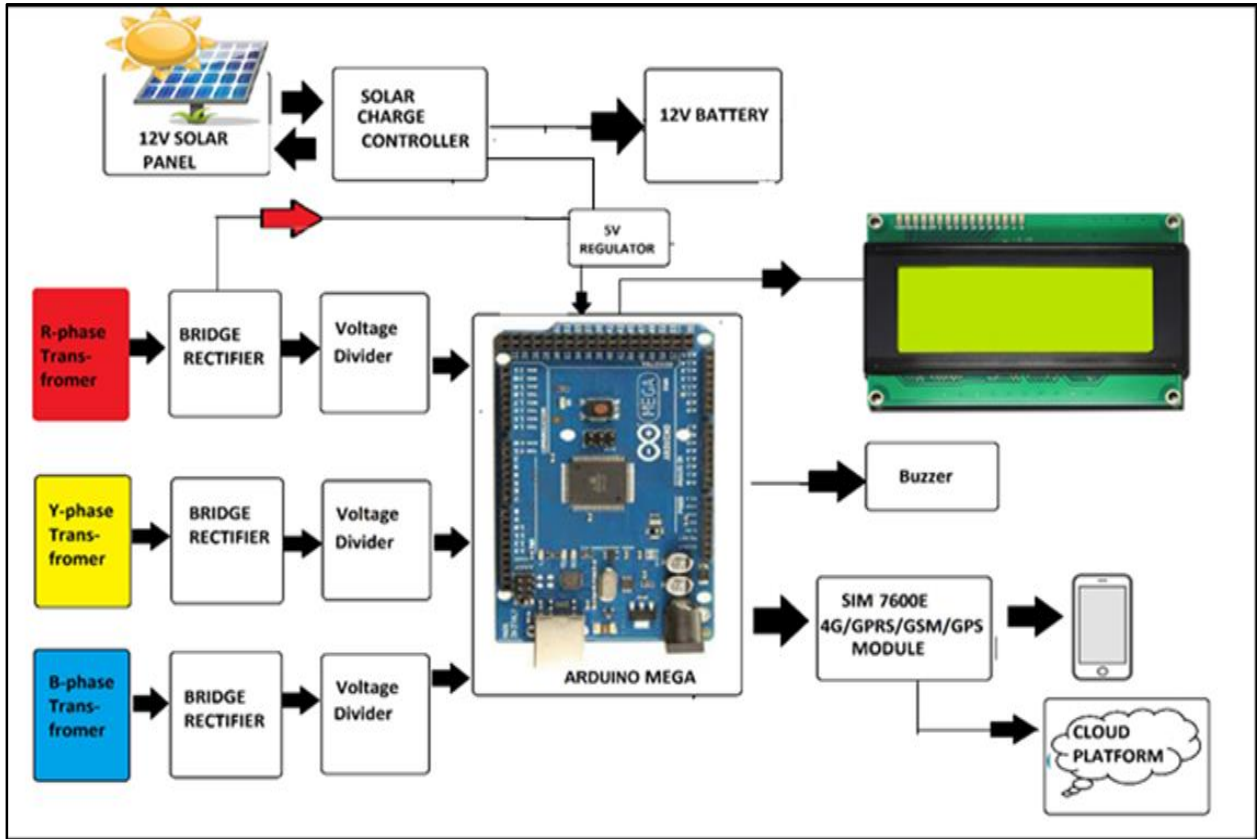 12V SOLAR
PANEL
SOLAR
CHARGE
CONTROLLER
12V BATTERY
5V
REGULATOR
R-phase
Trans-
fromer
BRIDGE
RECTIFIER
Voltage
Divider
Y-phase
Trans-
fromer
BRIDGE
RECTIFIER
Voltage
Divider
B-phase
Trans-
fromer
BRIDGE
RECTIFIER
Voltage
Divider
MEGA
ARDUINO
ARDUINO MEGA
Buzzer
SIM 7600E
4G/GPRS/GSM/GPS
MODULE
CLOUD
PLATFORM